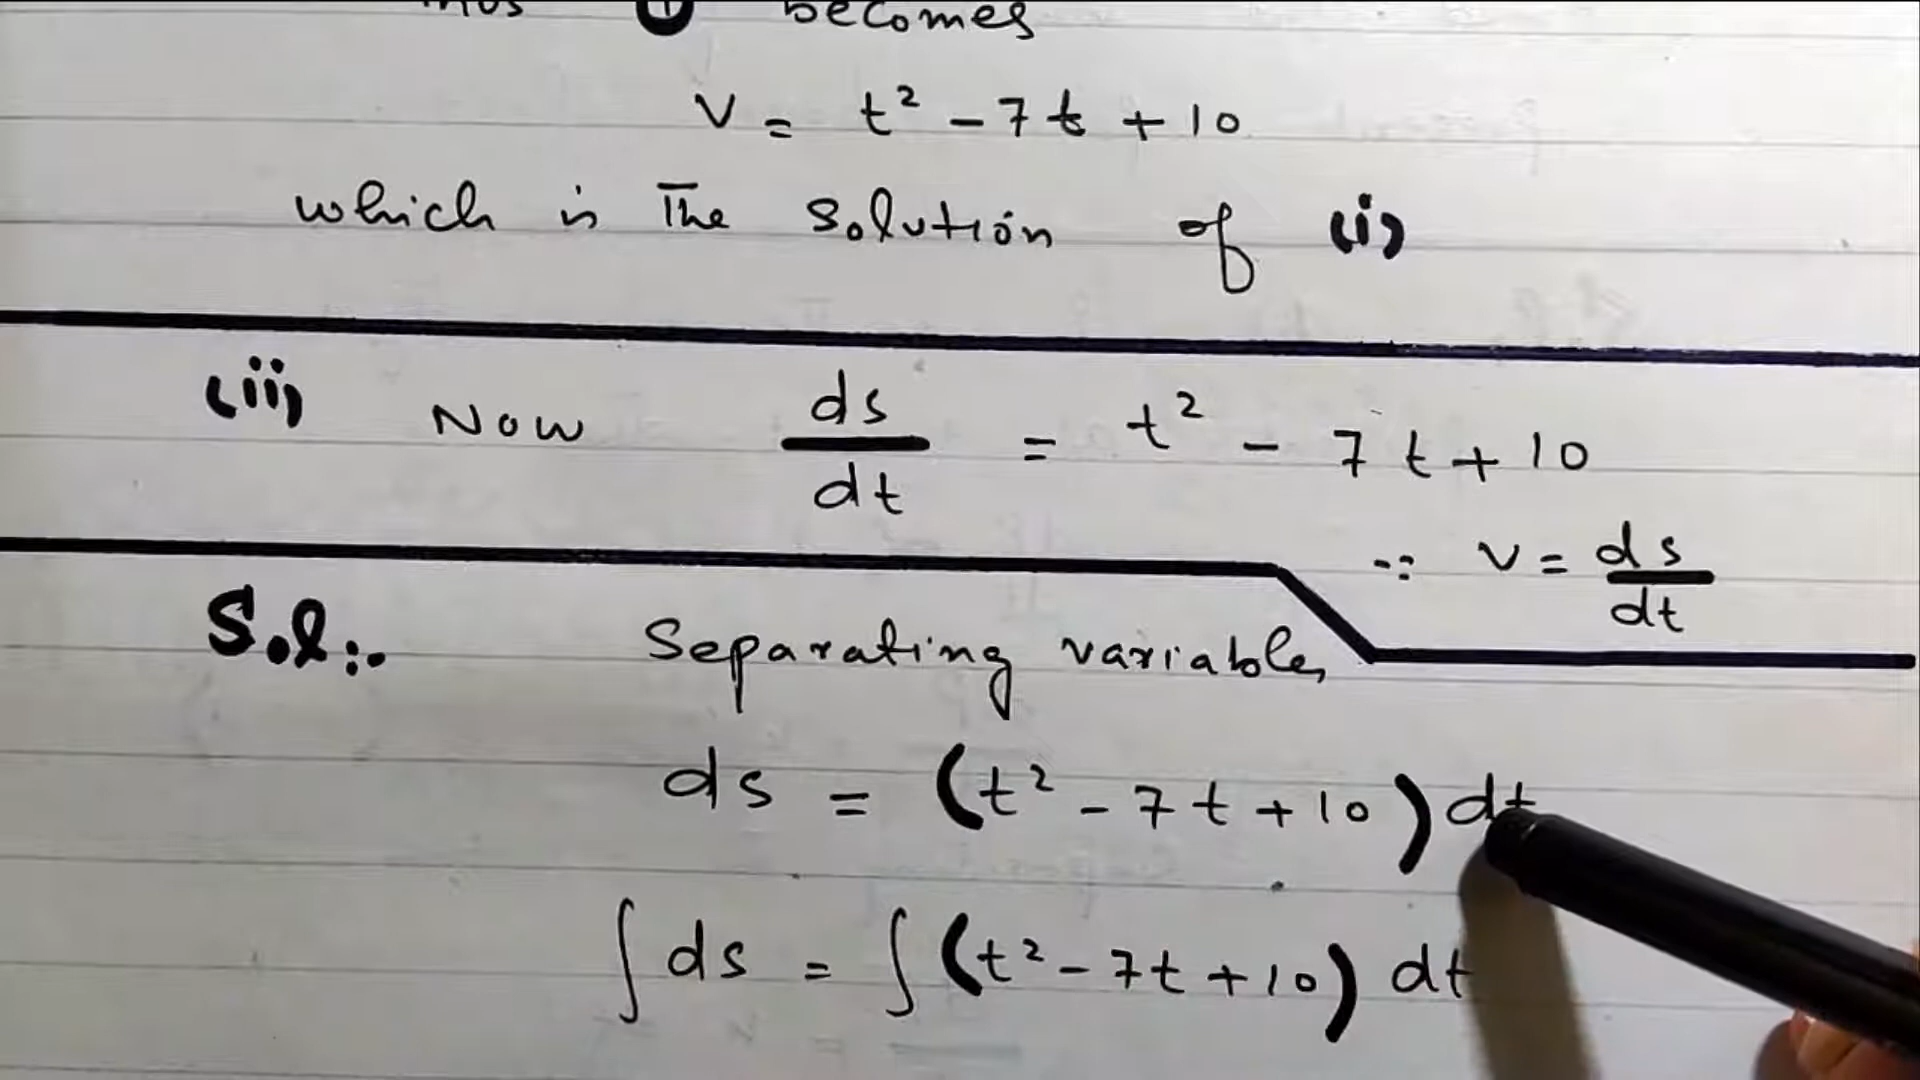 becomes
v = t² - 7t + 10
which is The solution of (i)
(ii) Now ds/dt = t² - 7t + 10
∵ v = ds/dt
Sol:. Separating variables
ds = (t² - 7t + 10) dt
∫ ds = ∫ (t² - 7t + 10) dt